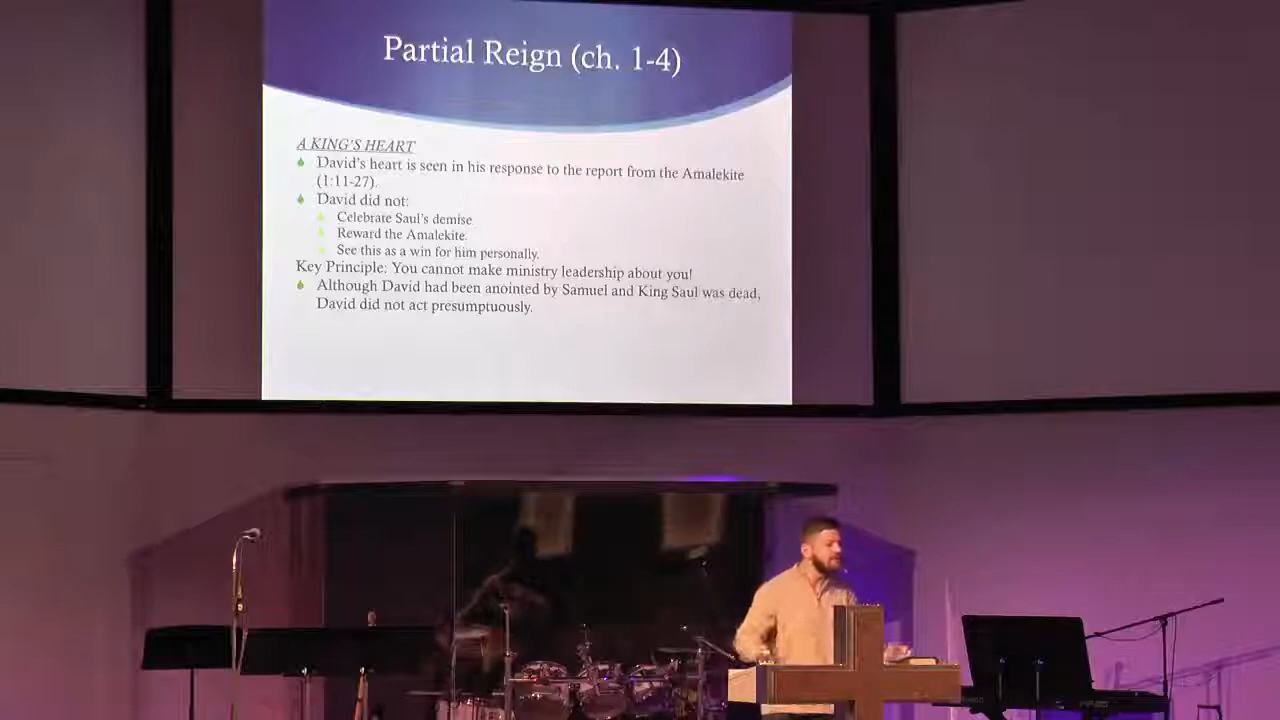 Partial Reign (ch. 1-4)
A KING'S HEART
David's heart is seen in his response to the report from the Amalekite
(1:11-27).
David did not:
Celebrate Saul's demise
Reward the Amalekite.
See this as a win for him personally.
Key Principle: You cannot make ministry leadership about you!
Although David had been anointed by Samuel and King Saul was dead,
David did not act presumptuously.